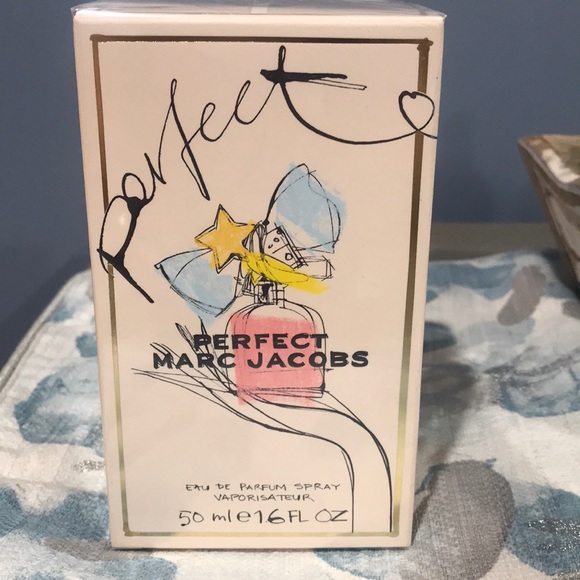 perfect
PERFECT
MARC JACOBS
EAU DE PARFUM SPRAY
VAPORISATEUR
50 ml e 1.6 FL OZ